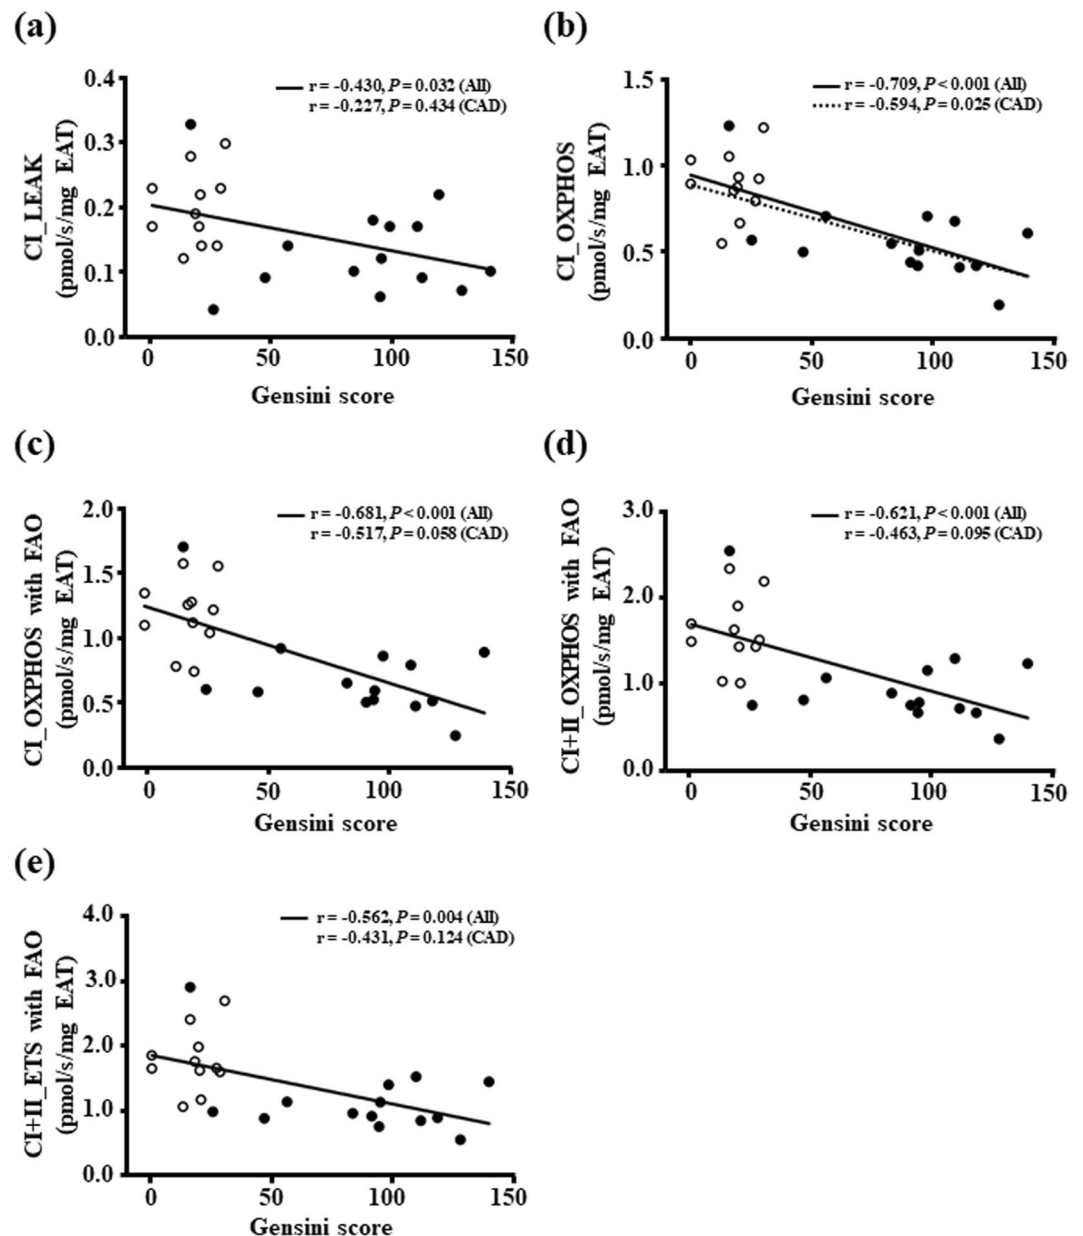 (a)
r = -0.430, P = 0.032 (All)
r = -0.227, P = 0.434 (CAD)
CI_LEAK
(pmol/s/mg EAT)
0.4
0.3
0.2
0.1
0.0
0 50 100 150
Gensini score
(b)
r = -0.709, P < 0.001 (All)
r = -0.594, P = 0.025 (CAD)
CI_OXPHOS
(pmol/s/mg EAT)
1.5
1.0
0.5
0.0
0 50 100 150
Gensini score
(c)
r = -0.681, P < 0.001 (All)
r = -0.517, P = 0.058 (CAD)
CI_OXPHOS with FAO
(pmol/s/mg EAT)
2.0
1.5
1.0
0.5
0.0
0 50 100 150
Gensini score
(d)
r = -0.621, P < 0.001 (All)
r = -0.463, P = 0.095 (CAD)
CI+II_OXPHOS with FAO
(pmol/s/mg EAT)
3.0
2.0
1.0
0.0
0 50 100 150
Gensini score
(e)
r = -0.562, P = 0.004 (All)
r = -0.431, P = 0.124 (CAD)
CI+II_ETS with FAO
(pmol/s/mg EAT)
4.0
3.0
2.0
1.0
0.0
0 50 100 150
Gensini score